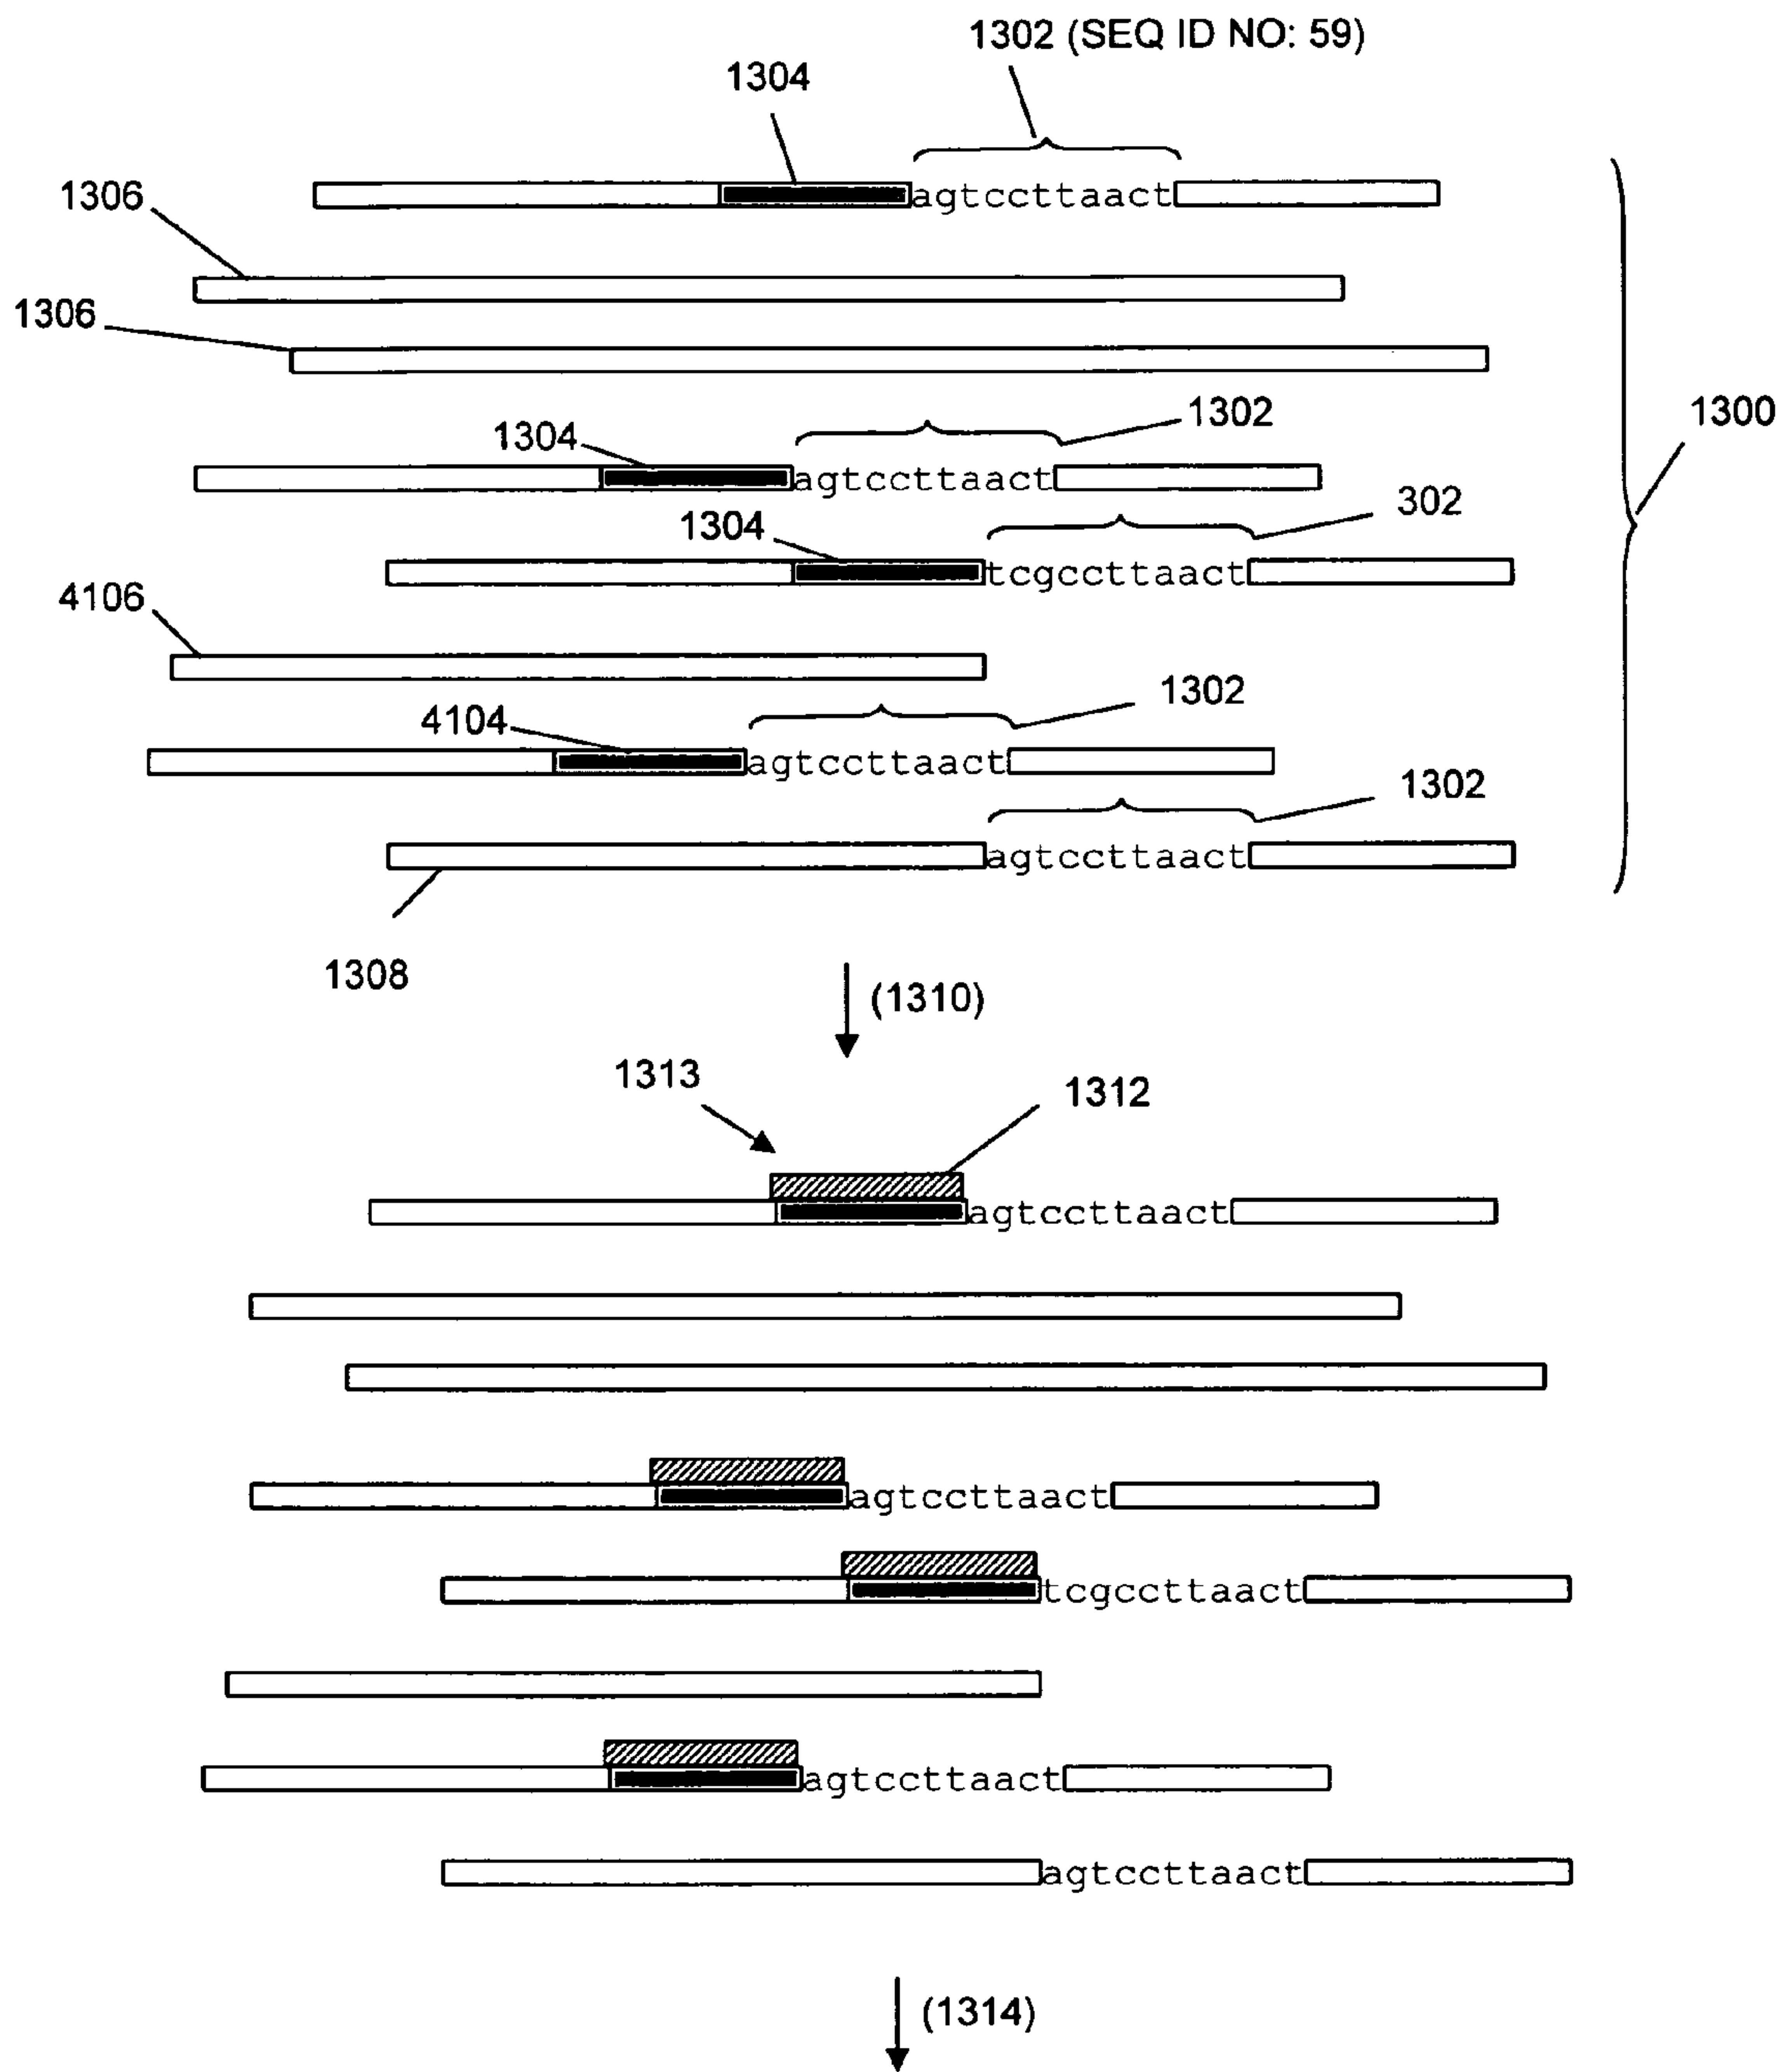 1302 (SEQ ID NO: 59)
1304
agtccttaact
1306
1306
1300
1302
1304
agtccttaact
302
1304
tcgccttaact
4106
1302
4104
agtccttaact
1302
agtccttaact
1308
(1310)
1313
1312
agtccttaact
agtccttaact
tcgccttaact
agtccttaact
agtccttaact
(1314)